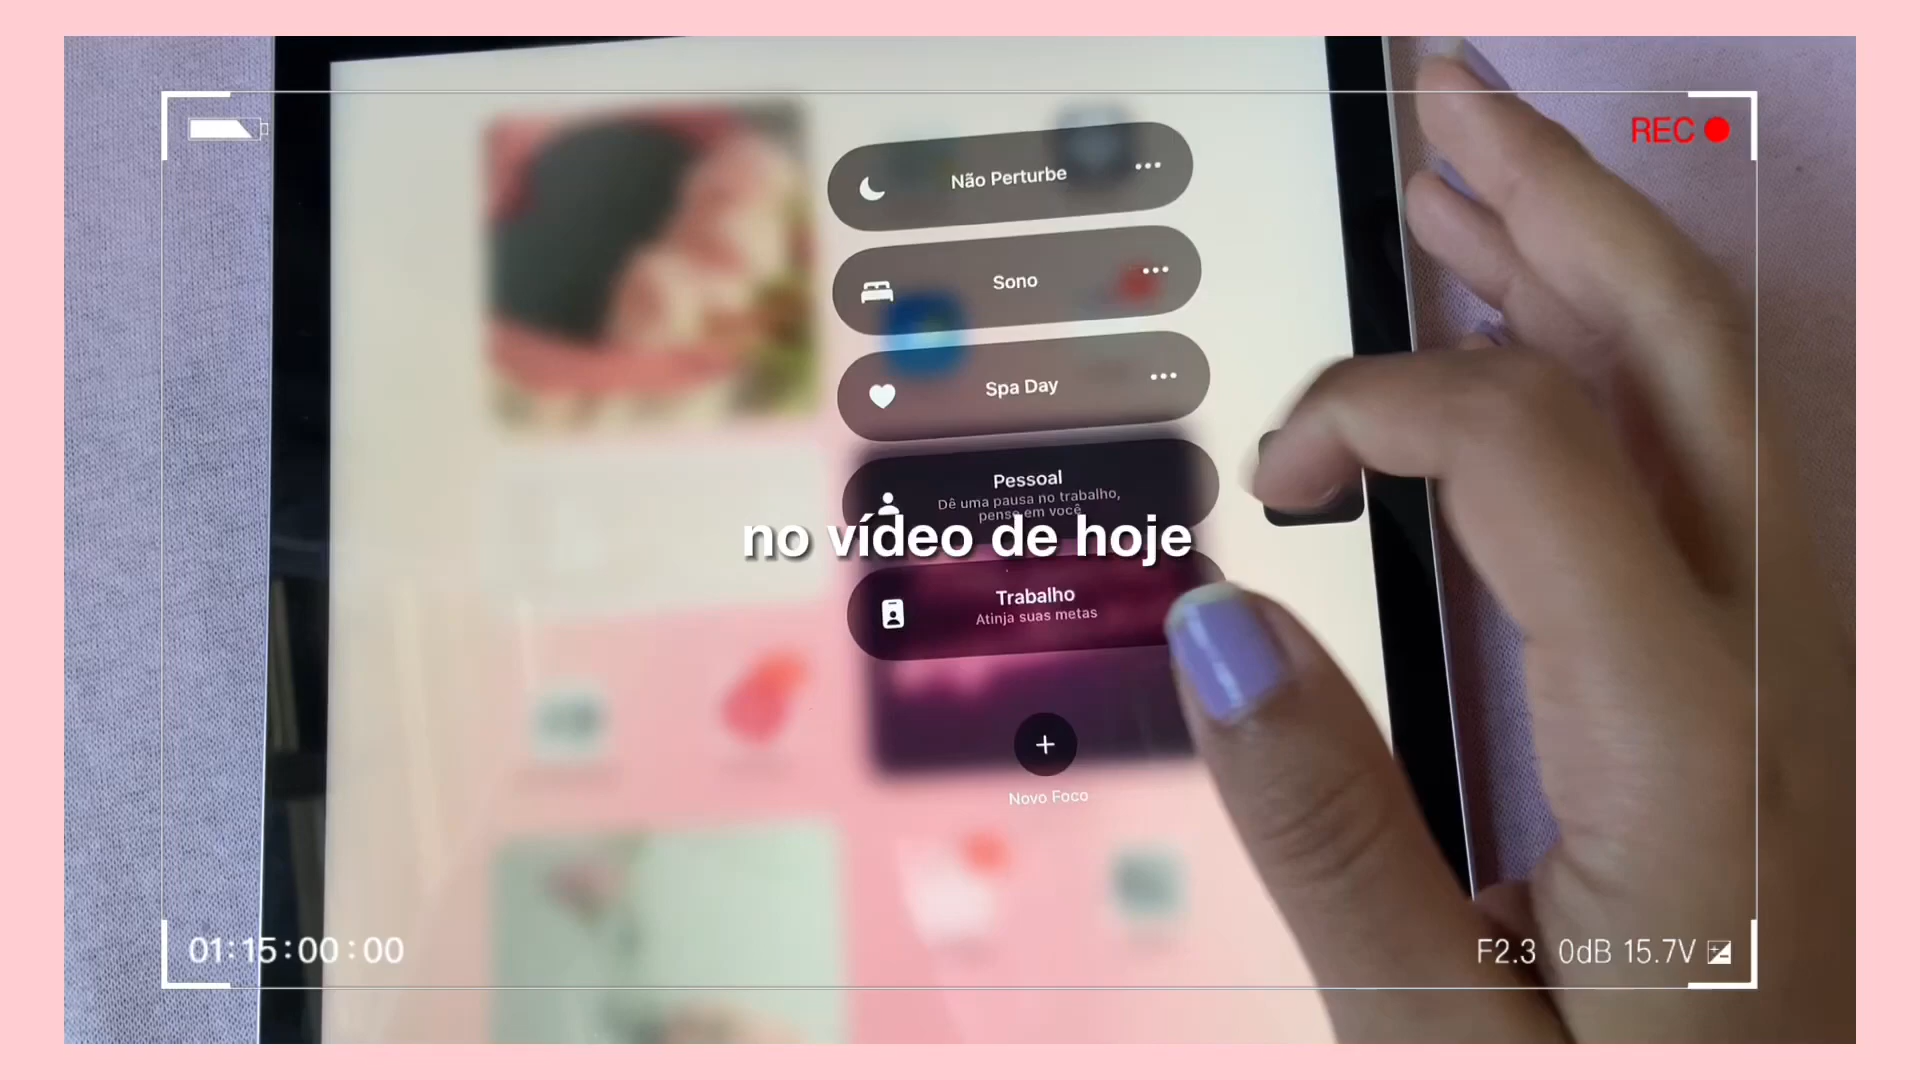 REC
Não Perturbe
Sono
Spa Day
Pessoal
Dê uma pausa no trabalho,
pense em você
no vídeo de hoje
Trabalho
Atinja suas metas
+
Novo Foco
01:15:00:00
F2.3 0dB 15.7V